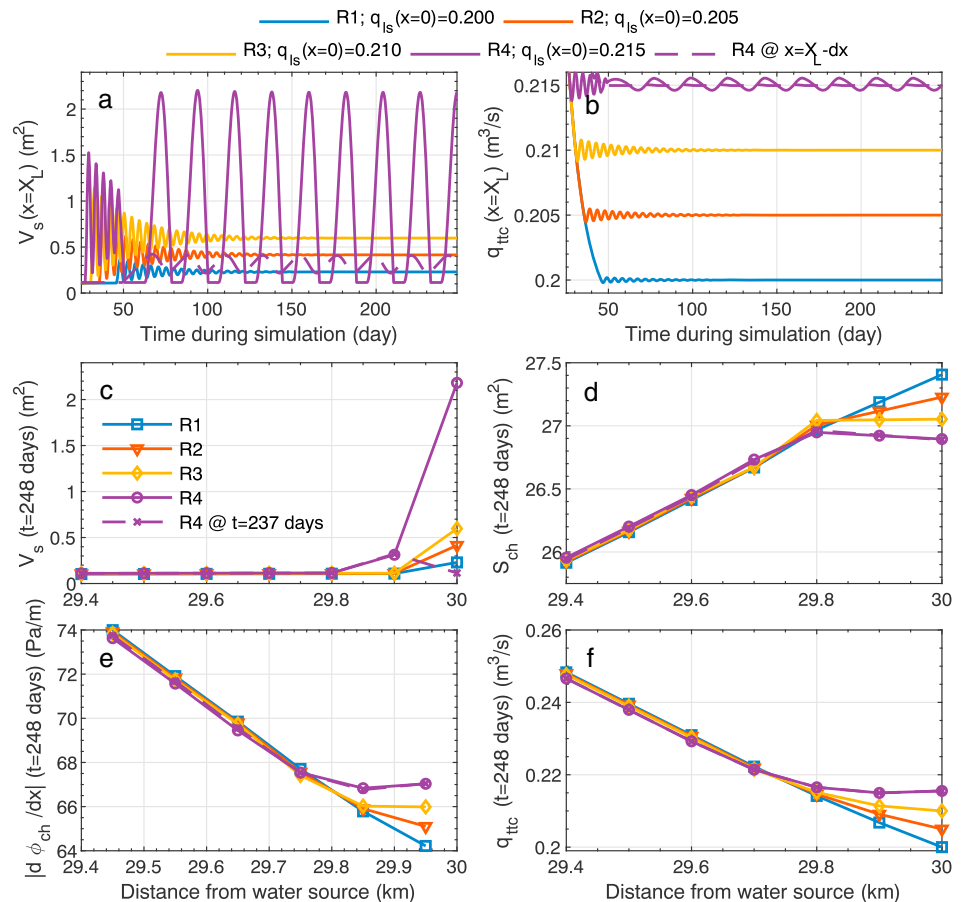 R1; q_ls(x=0)=0.200 R2; q_ls(x=0)=0.205
R3; q_ls(x=0)=0.210 R4; q_ls(x=0)=0.215 R4 @ x=X_L-dx
a
V_s(x=X_L) (m²)
0
0.5
1
1.5
2
50 100 150 200
Time during simulation (day)
b
q_ttc (x=X_L) (m³/s)
0.215
0.21
0.205
0.2
50 100 150 200
Time during simulation (day)
c
V_s (t=248 days) (m²)
2
1.5
1
0.5
0
R1
R2
R3
R4
R4 @ t=237 days
29.4 29.6 29.8 30
d
S_ch (t=248 days) (m²)
27.5
27
26.5
26
29.4 29.6 29.8 30
e
|d ϕ_ch /dx| (t=248 days) (Pa/m)
74
72
70
68
66
64
29.4 29.5 29.6 29.7 29.8 29.9 30
Distance from water source (km)
f
q_ttc (t=248 days) (m³/s)
0.26
0.24
0.22
0.2
29.4 29.6 29.8 30
Distance from water source (km)